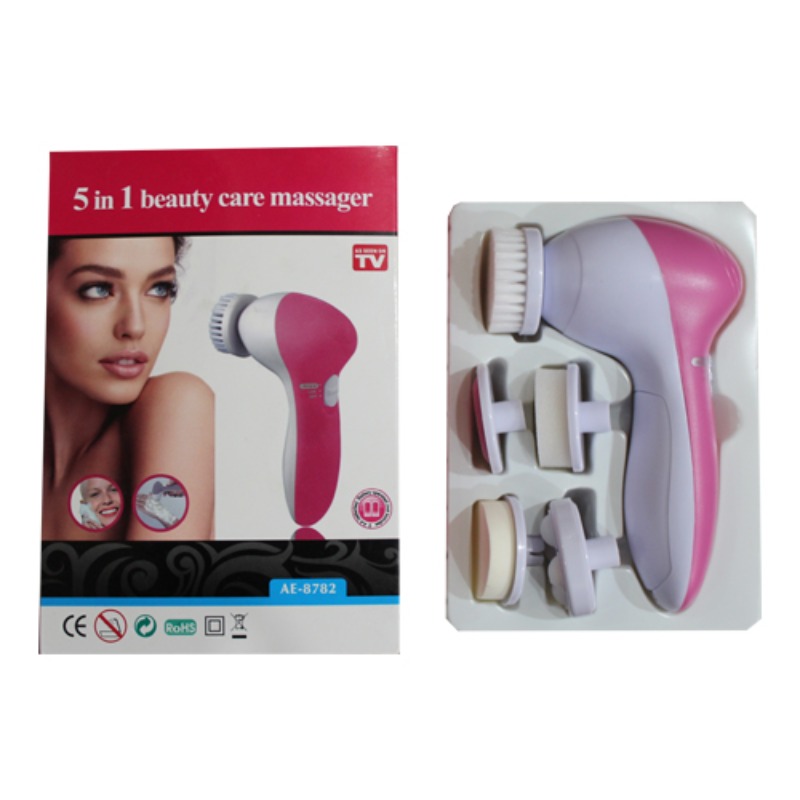 5 in 1 beauty care massager
AS SEEN ON
TV
AE-8782
CE
RoHS